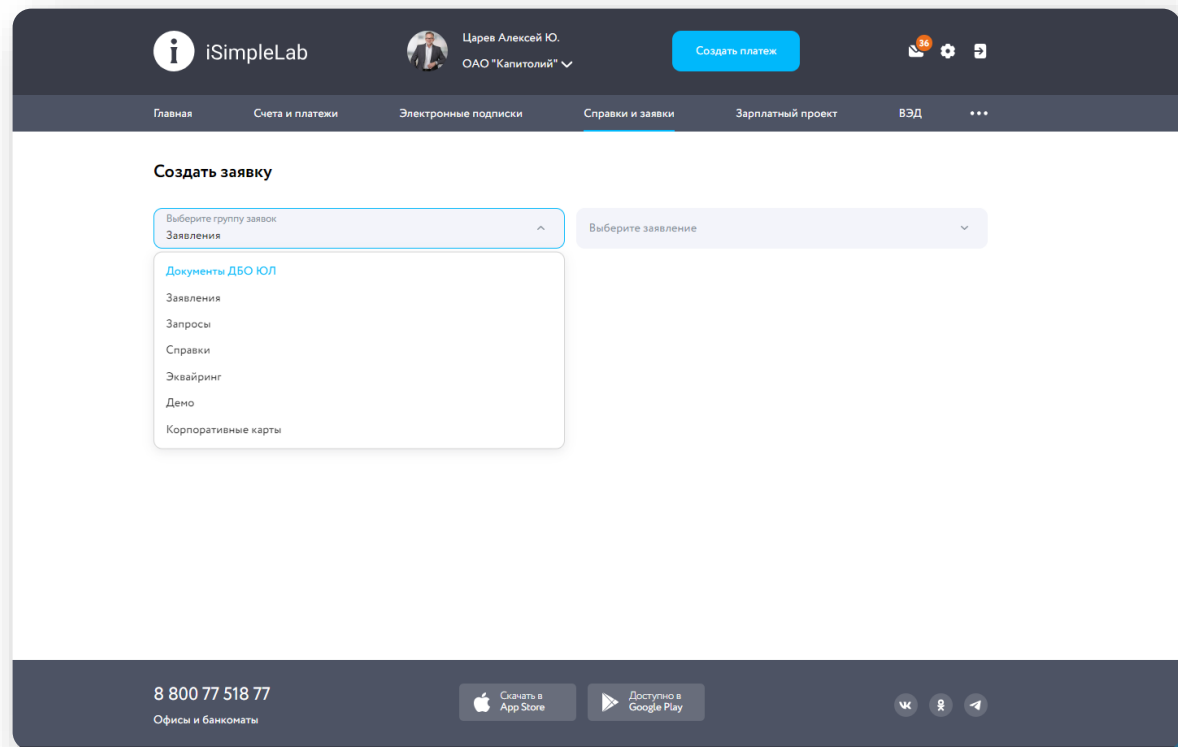 i iSimpleLab
Царев Алексей Ю.
ОАО "Капитолий"
Создать платеж
36
Главная Счета и платежи Электронные подписки Справки и заявки Зарплатный проект ВЭД •••
Создать заявку
Выберите группу заявок
Заявления
Выберите заявление
Документы ДБО ЮЛ
Заявления
Запросы
Справки
Эквайринг
Демо
Корпоративные карты
8 800 77 518 77
Офисы и банкоматы
Скачать в
App Store
Доступно в
Google Play